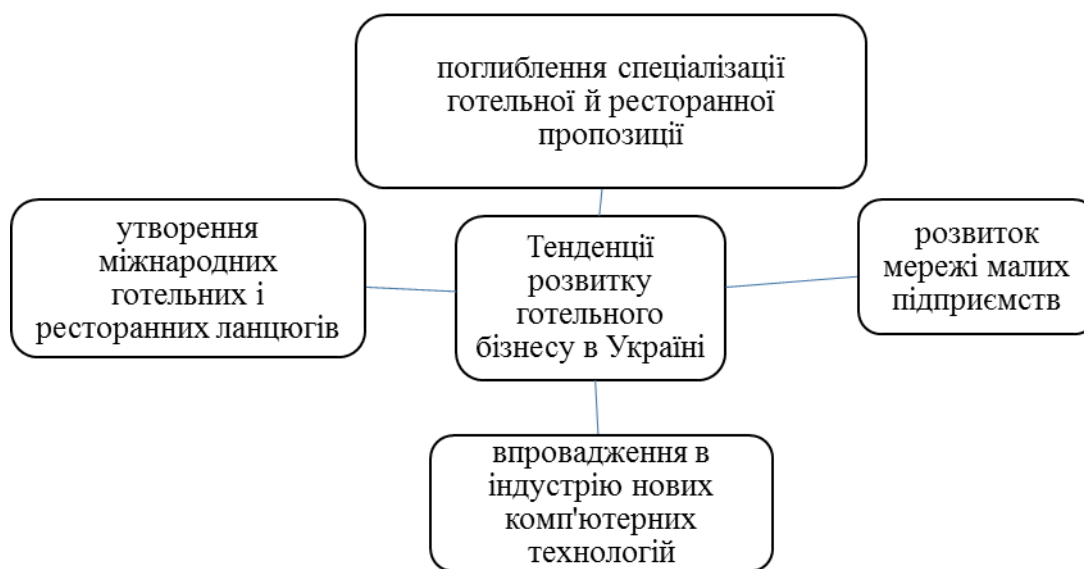 поглиблення спеціалізації
готельної й ресторанної
пропозиції
утворення
міжнародних
готельних і
ресторанних ланцюгів
Тенденції
розвитку
готельного
бізнесу в Україні
розвиток
мережі малих
підприємств
впровадження в
індустрію нових
комп'ютерних
технологій